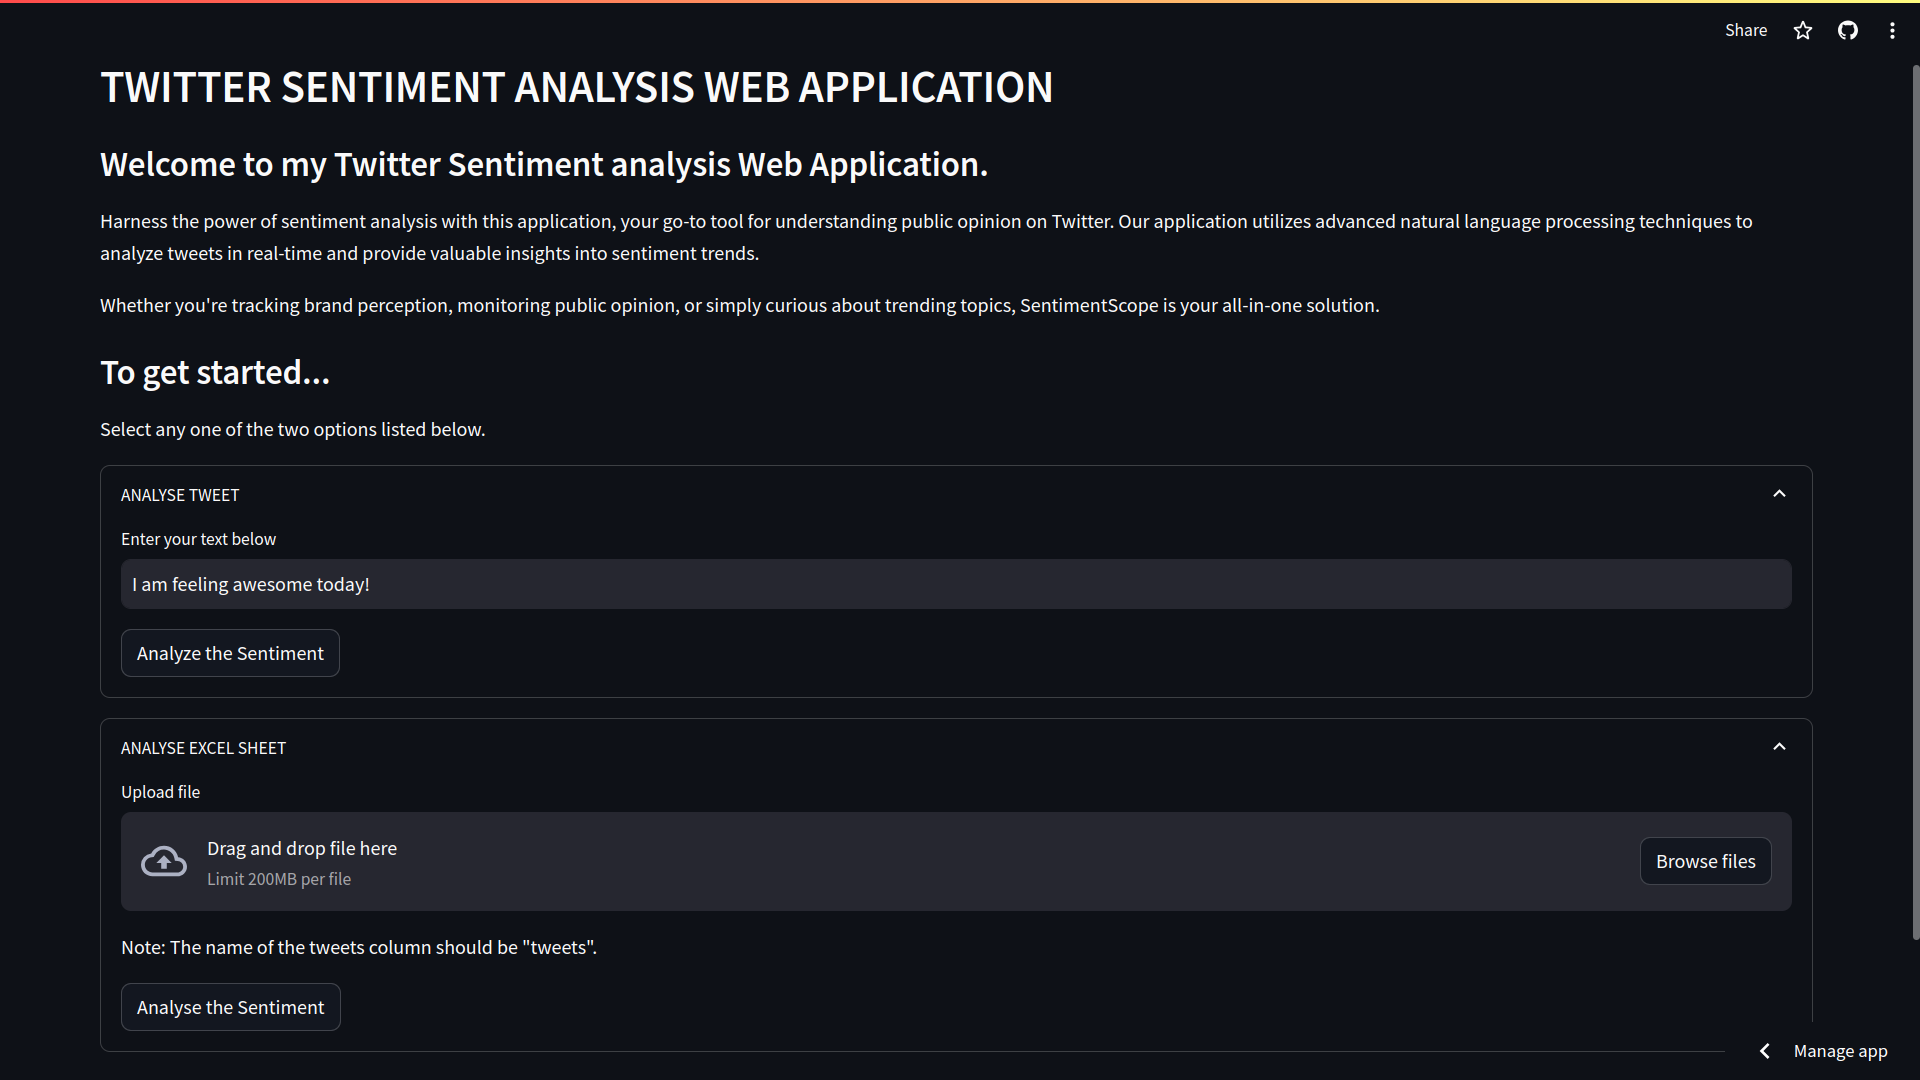 Share
TWITTER SENTIMENT ANALYSIS WEB APPLICATION
Welcome to my Twitter Sentiment analysis Web Application.
Harness the power of sentiment analysis with this application, your go-to tool for understanding public opinion on Twitter. Our application utilizes advanced natural language processing techniques to
analyze tweets in real-time and provide valuable insights into sentiment trends.
Whether you're tracking brand perception, monitoring public opinion, or simply curious about trending topics, SentimentScope is your all-in-one solution.
To get started...
Select any one of the two options listed below.
ANALYSE TWEET
Enter your text below
I am feeling awesome today!
Analyze the Sentiment
ANALYSE EXCEL SHEET
Upload file
Drag and drop file here
Limit 200MB per file
Browse files
Note: The name of the tweets column should be "tweets".
Analyse the Sentiment
Manage app